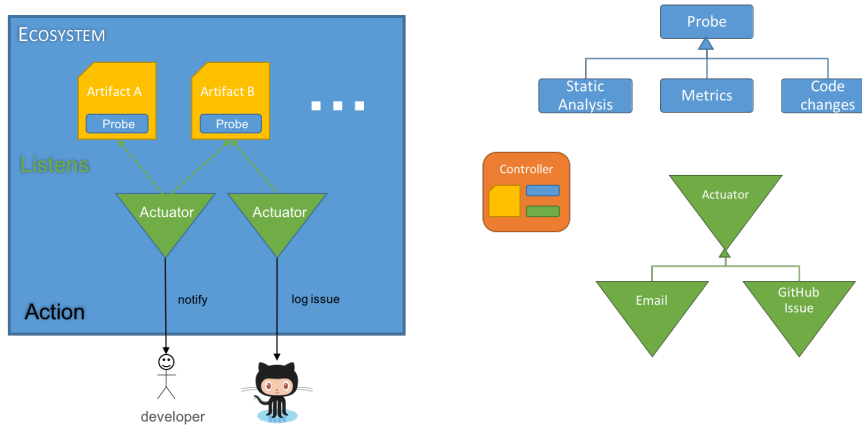 ECOSYSTEM
Artifact A
Artifact B
Probe
Probe
Listens
Actuator
Actuator
notify
log issue
Action
developer
Probe
Static
Analysis
Metrics
Code
changes
Controller
Actuator
Email
GitHub
Issue